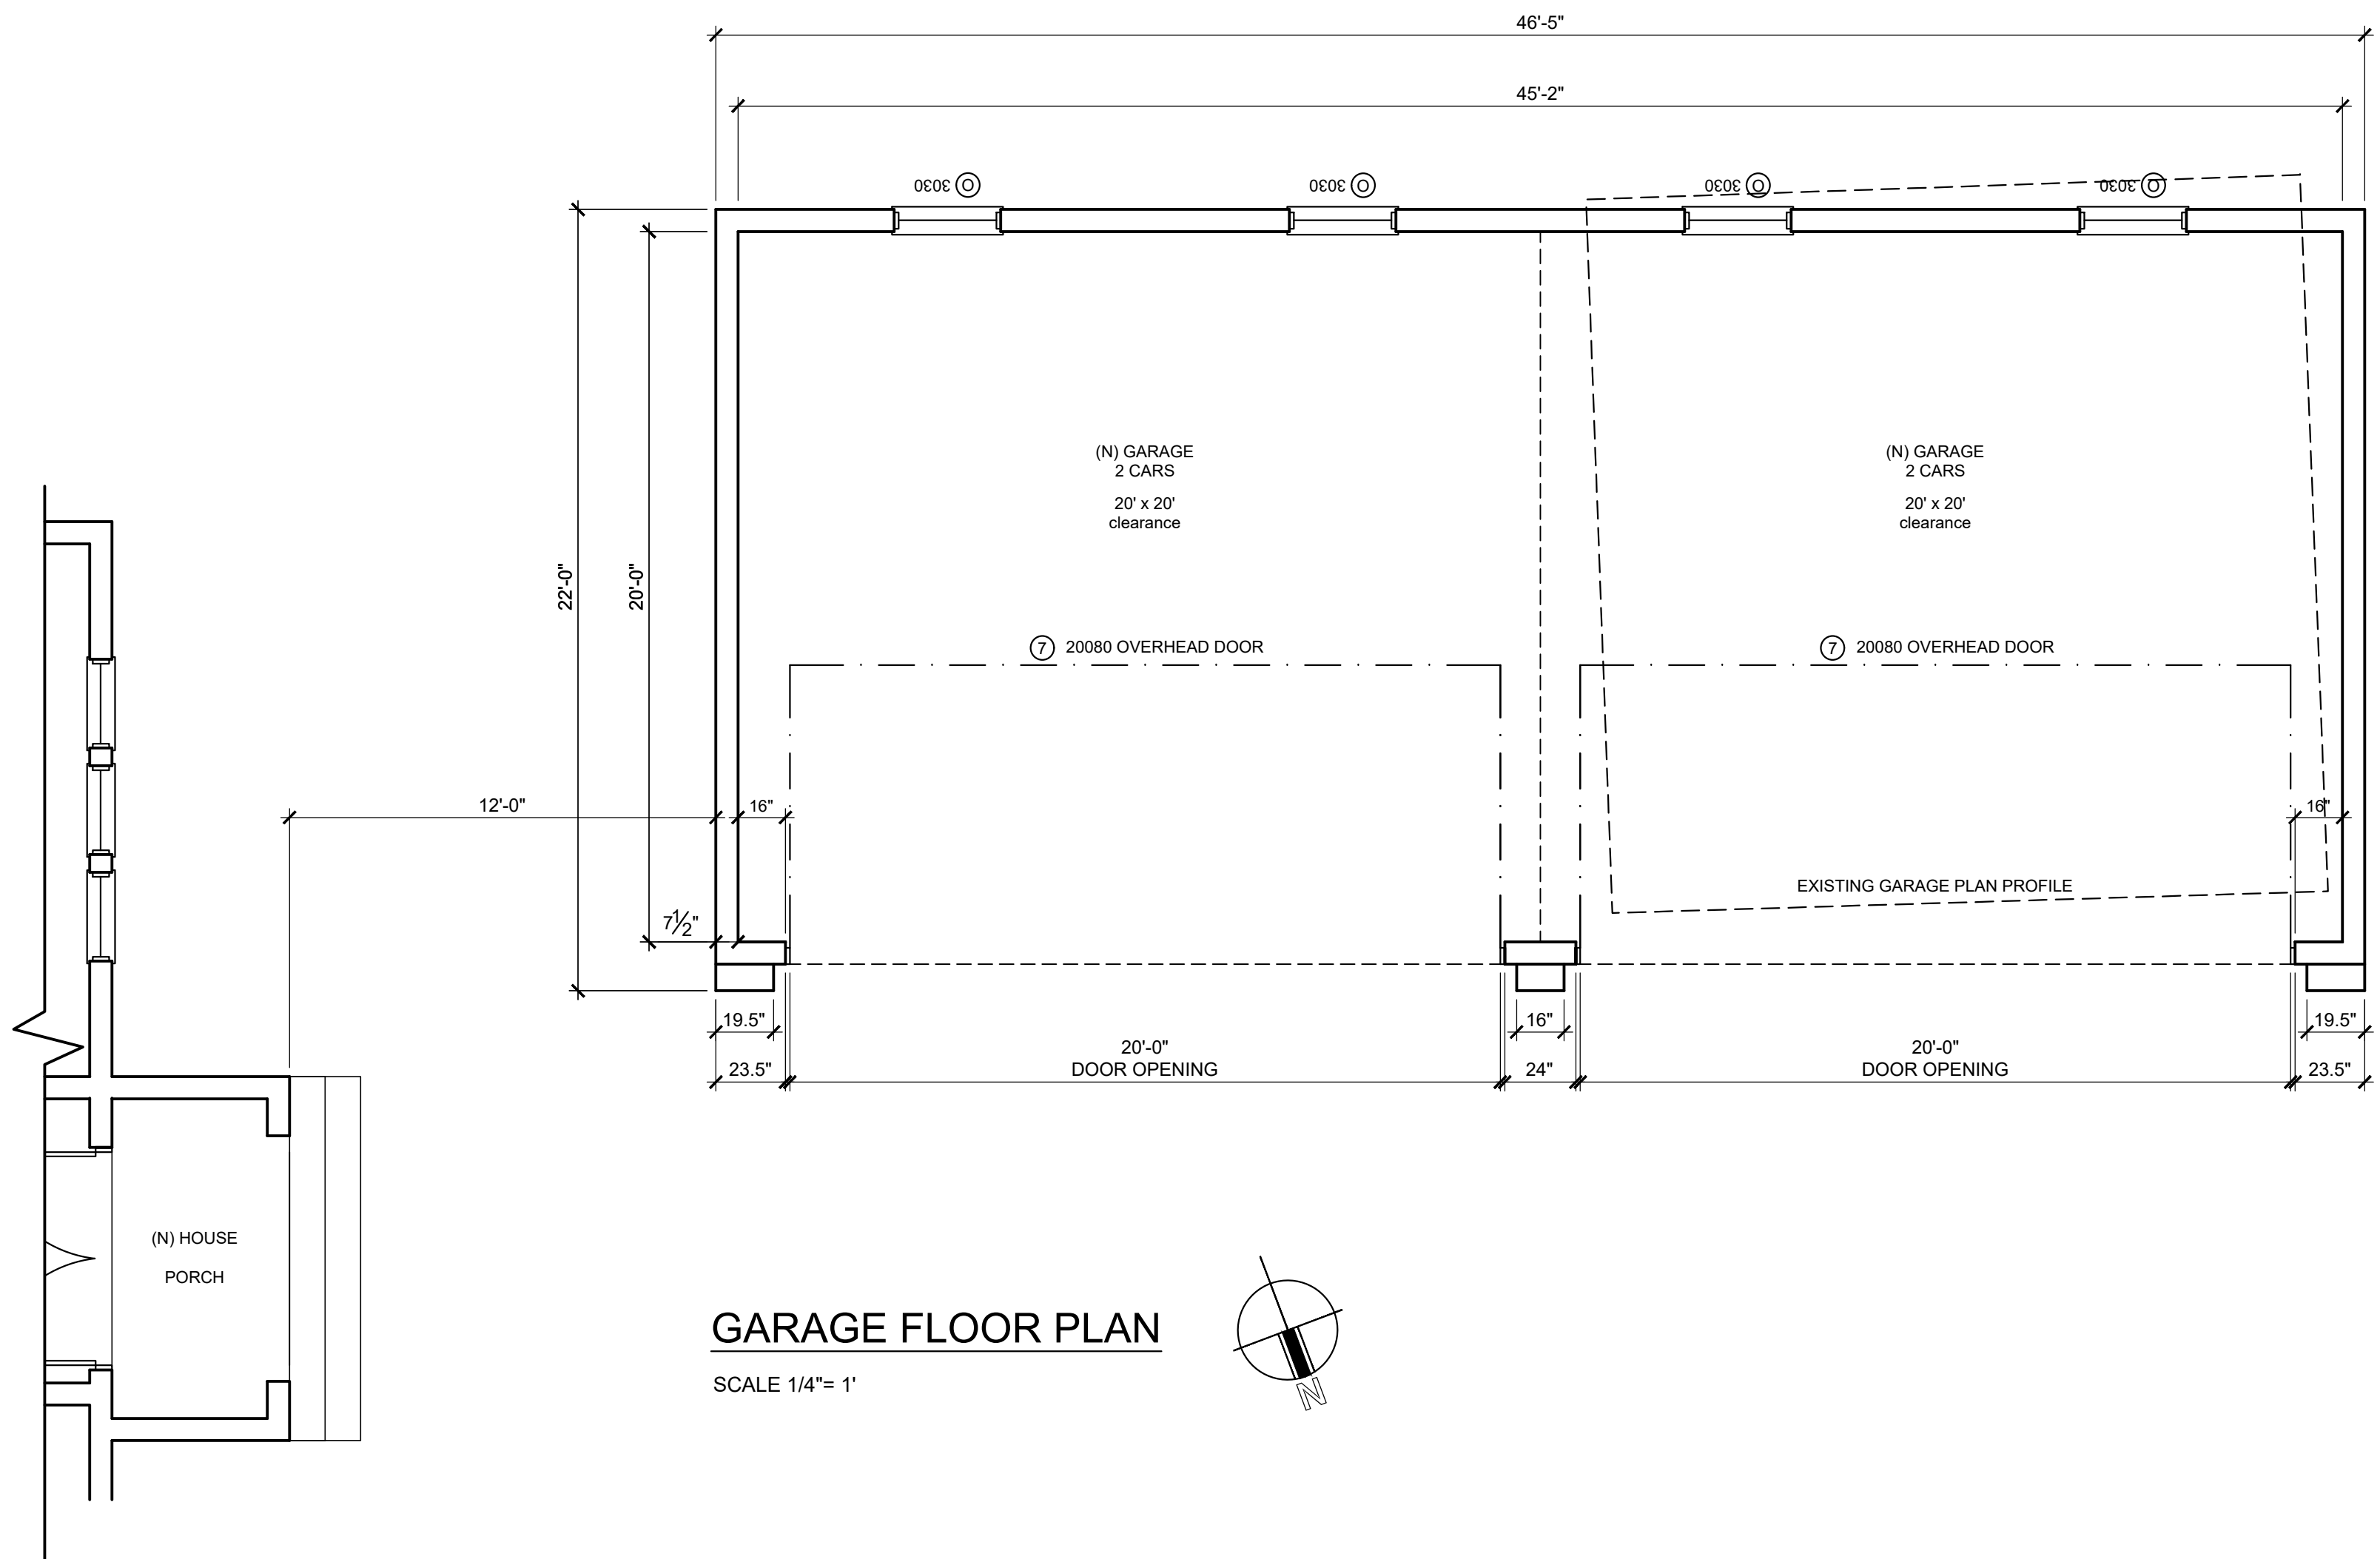 46'-5"
45'-2"
O 3030
O 3030
O 3030
O 3030
(N) GARAGE
2 CARS
20' x 20'
clearance
(N) GARAGE
2 CARS
20' x 20'
clearance
22'-0"
20'-0"
7 20080 OVERHEAD DOOR
7 20080 OVERHEAD DOOR
12'-0"
16"
16"
EXISTING GARAGE PLAN PROFILE
7 1/2"
19.5"
16"
19.5"
23.5"
20'-0"
DOOR OPENING
24"
20'-0"
DOOR OPENING
23.5"
(N) HOUSE
PORCH
GARAGE FLOOR PLAN
SCALE 1/4"= 1'
N